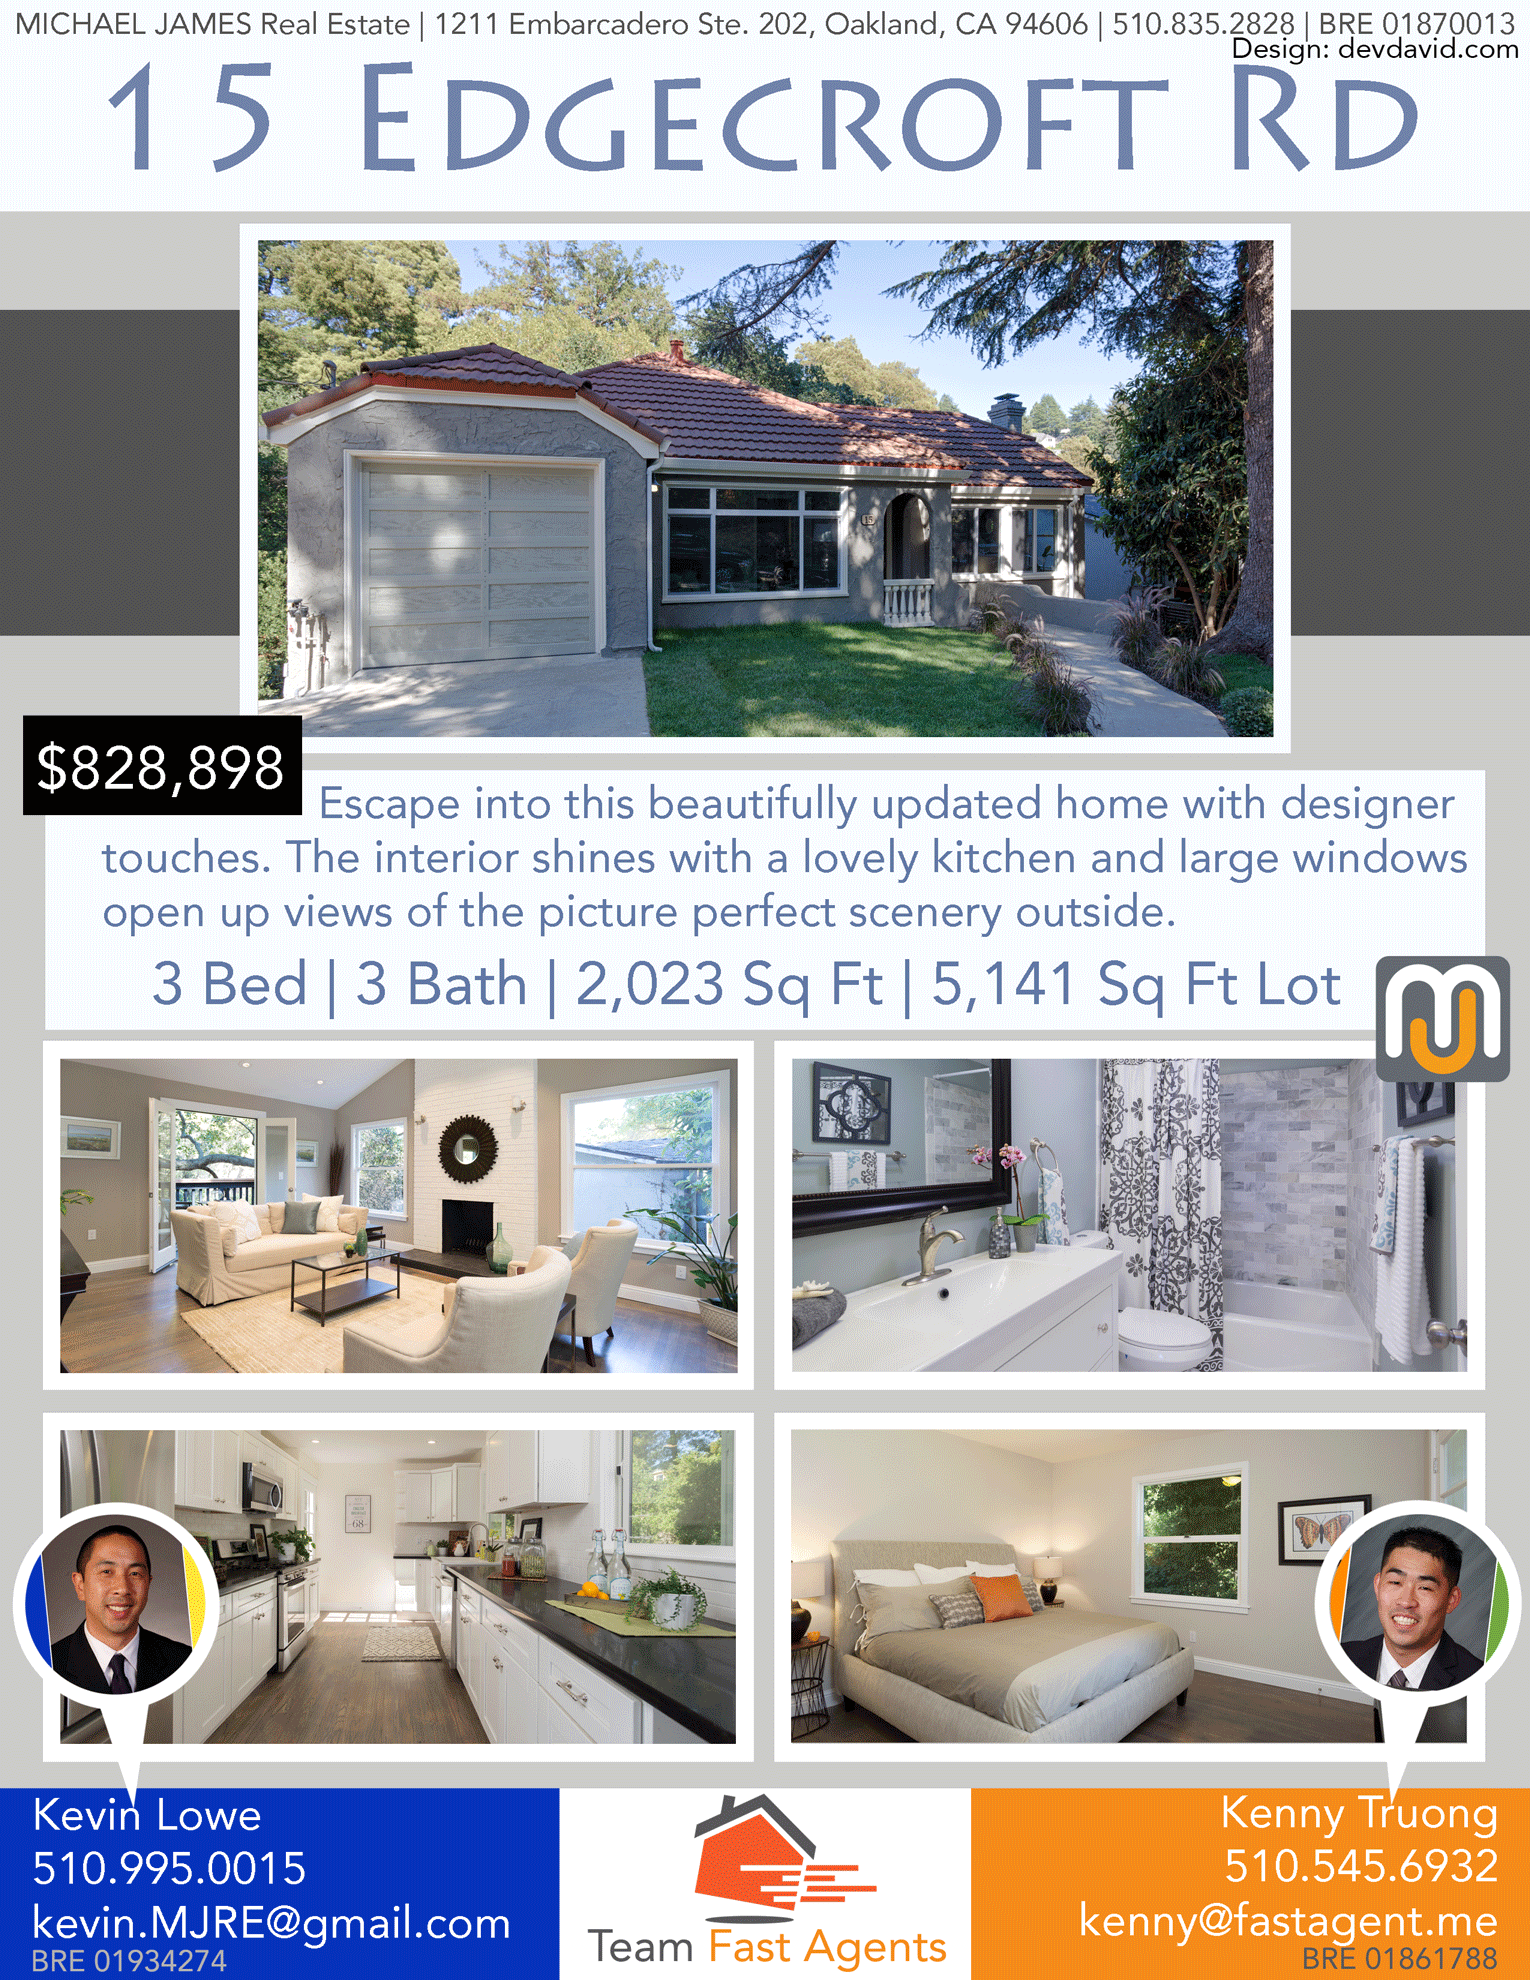 MICHAEL JAMES Real Estate | 1211 Embarcadero Ste. 202, Oakland, CA 94606 | 510.835.2828 | BRE 01870013
Design: devdavid.com
15 EDGECROFT RD
15
$828,898
Escape into this beautifully updated home with designer
touches. The interior shines with a lovely kitchen and large windows
open up views of the picture perfect scenery outside.
3 Bed | 3 Bath | 2,023 Sq Ft | 5,141 Sq Ft Lot
MJ
68
Kevin Lowe
510.995.0015
kevin.MJRE@gmail.com
BRE 01934274
Team Fast Agents
Kenny Truong
510.545.6932
kenny@fastagent.me
BRE 01861788